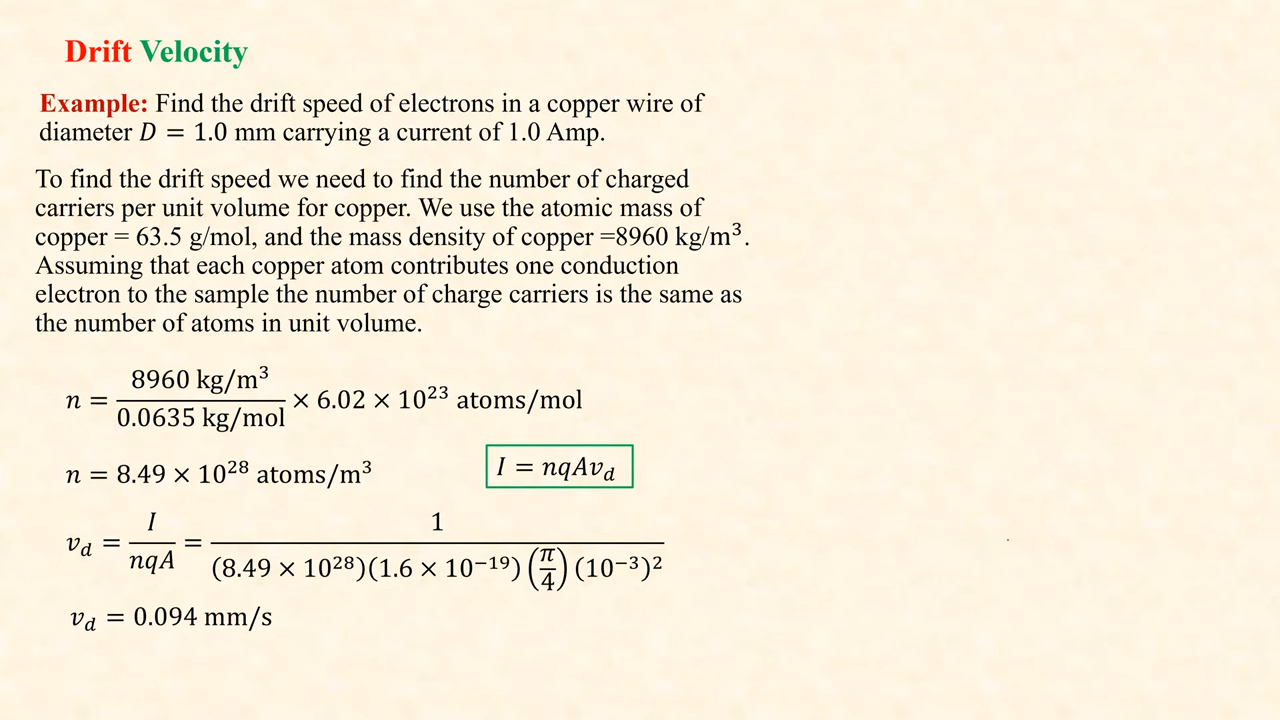 Drift Velocity
Example: Find the drift speed of electrons in a copper wire of
diameter 𝐷 = 1.0 mm carrying a current of 1.0 Amp.
To find the drift speed we need to find the number of charged
carriers per unit volume for copper. We use the atomic mass of
copper = 63.5 g/mol, and the mass density of copper =8960 kg/m³.
Assuming that each copper atom contributes one conduction
electron to the sample the number of charge carriers is the same as
the number of atoms in unit volume.
𝑛 = (8960 kg/m³)/(0.0635 kg/mol) × 6.02 × 10²³ atoms/mol
𝑛 = 8.49 × 10²⁸ atoms/m³
𝐼 = 𝑛𝑞𝐴𝑣_𝑑
𝑣_𝑑 = 𝐼/(𝑛𝑞𝐴) = 1/((8.49 × 10²⁸)(1.6 × 10⁻¹⁹)(π/4)(10⁻³)²)
𝑣_𝑑 = 0.094 mm/s